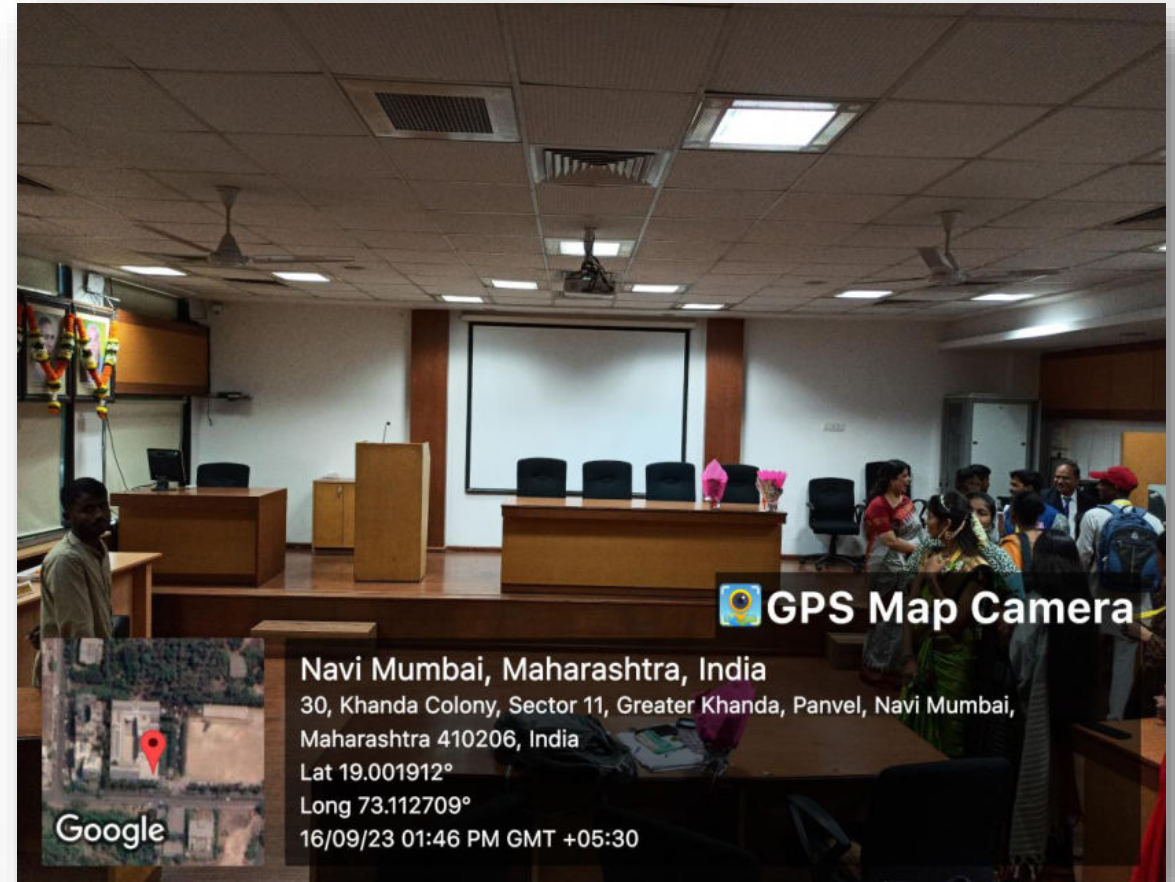 GPS Map Camera
Navi Mumbai, Maharashtra, India
30, Khanda Colony, Sector 11, Greater Khanda, Panvel, Navi Mumbai,
Maharashtra 410206, India
Lat 19.001912°
Long 73.112709°
16/09/23 01:46 PM GMT +05:30
Google